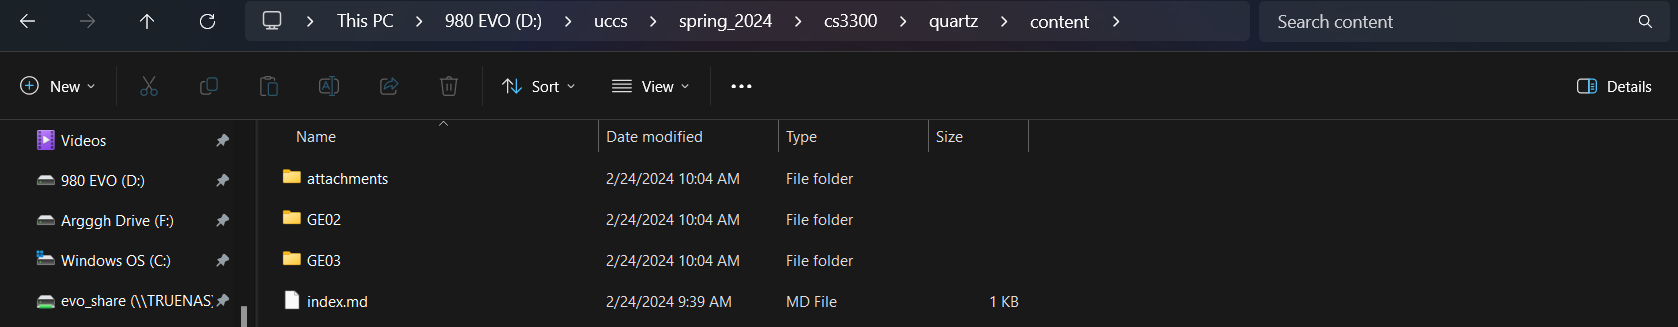 This PC > 980 EVO (D:) > uccs > spring_2024 > cs3300 > quartz > content > Search content
New Sort View ... Details
Name Date modified Type Size
Videos
980 EVO (D:)
Argggh Drive (F:)
Windows OS (C:)
evo_share (\\TRUENAS)
attachments 2/24/2024 10:04 AM File folder
GE02 2/24/2024 10:04 AM File folder
GE03 2/24/2024 10:04 AM File folder
index.md 2/24/2024 9:39 AM MD File 1 KB